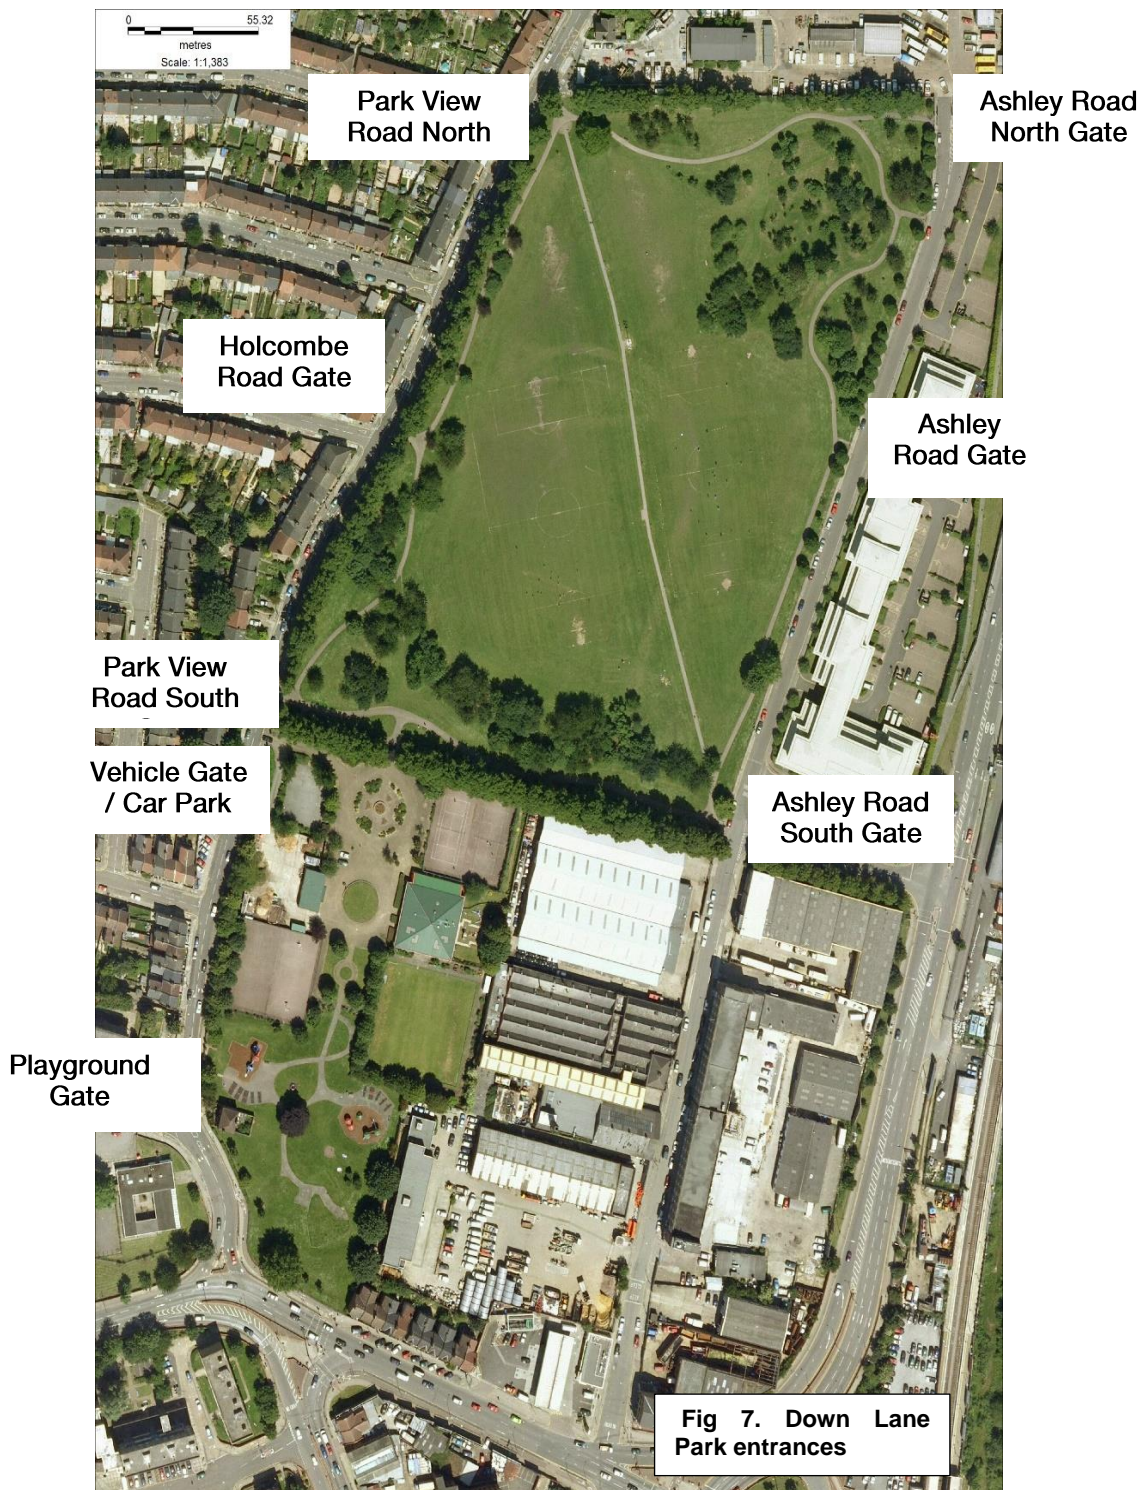 0 55.32
metres
Scale: 1:1,383
Park View
Road North
Ashley Road
North Gate
Holcombe
Road Gate
Ashley
Road Gate
Park View
Road South
Vehicle Gate
/ Car Park
Ashley Road
South Gate
Playground
Gate
Fig 7. Down Lane
Park entrances